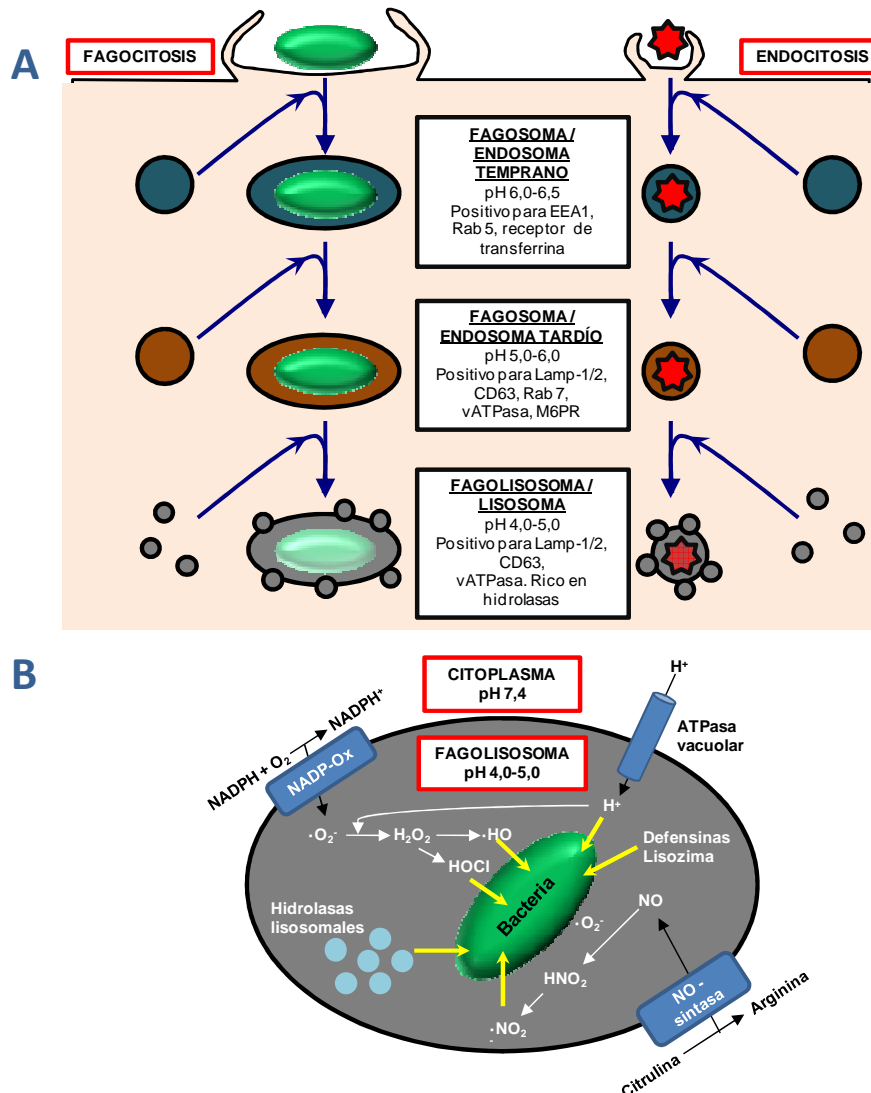 A
FAGOCITOSIS
ENDOCITOSIS
FAGOSOMA /
ENDOSOMA
TEMPRANO
pH 6,0-6,5
Positivo para EEA1,
Rab 5, receptor de
transferrina
FAGOSOMA /
ENDOSOMA TARDÍO
pH 5,0-6,0
Positivo para Lamp-1/2,
CD63, Rab 7,
vATPasa, M6PR
FAGOLISOSOMA /
LISOSOMA
pH 4,0-5,0
Positivo para Lamp-1/2,
CD63,
vATPasa. Rico en
hidrolasas
B
CITOPLASMA
pH 7,4
H⁺
ATPasa
vacuolar
NADPH + O₂
NADPH⁺
NADP-Ox
FAGOLISOSOMA
pH 4,0-5,0
H⁺
·O₂⁻
H₂O₂
·HO
HOCl
Defensinas
Lisozima
Bacteria
Hidrolasas
lisosomales
·O₂⁻
NO
HNO₂
·NO₂
-
NO -
sintasa
Arginina
Citrulina